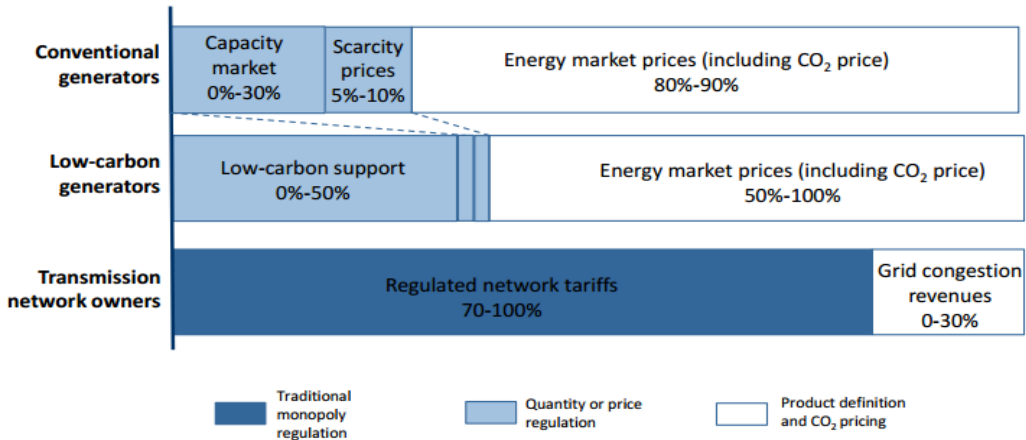 Conventional
generators
Capacity
market
0%-30%
Scarcity
prices
5%-10%
Energy market prices (including CO₂ price)
80%-90%
Low-carbon
generators
Low-carbon support
0%-50%
Energy market prices (including CO₂ price)
50%-100%
Transmission
network owners
Regulated network tariffs
70-100%
Grid congestion
revenues
0-30%
Traditional
monopoly
regulation
Quantity or price
regulation
Product definition
and CO₂ pricing